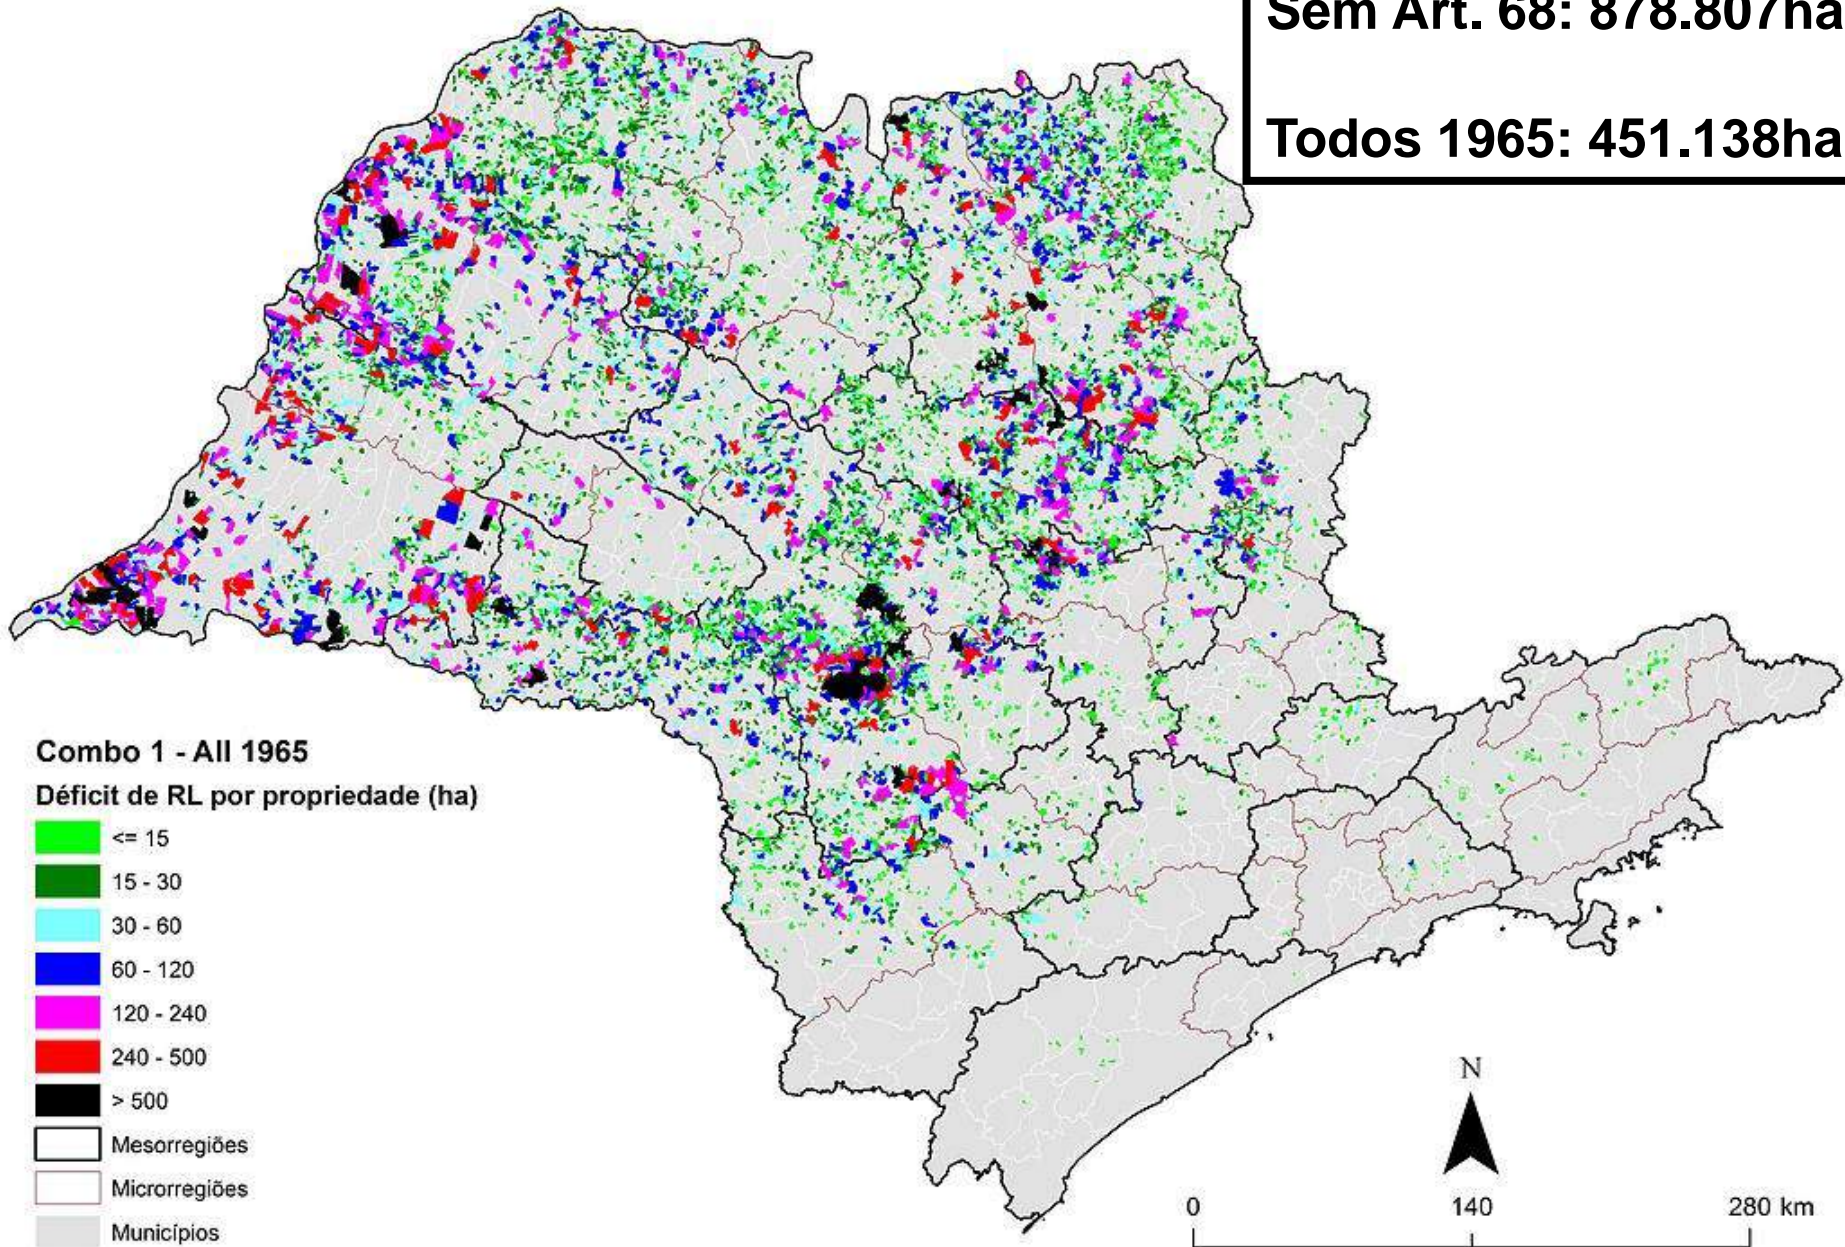 Sem Art. 68: 878.807ha
Todos 1965: 451.138ha
Combo 1 - All 1965
Déficit de RL por propriedade (ha)
<= 15
15 - 30
30 - 60
60 - 120
120 - 240
240 - 500
> 500
Mesorregiões
Microrregiões
Municípios
N
0 140 280 km